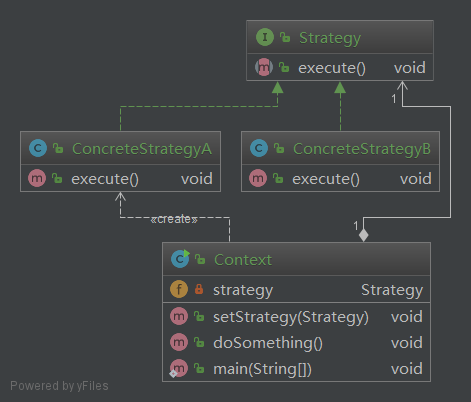 I Strategy
m execute() void
1
C ConcreteStrategyA
m execute() void
C ConcreteStrategyB
m execute() void
«create»
1
C Context
f strategy Strategy
m setStrategy(Strategy) void
m doSomething() void
m main(String[]) void
Powered by yFiles